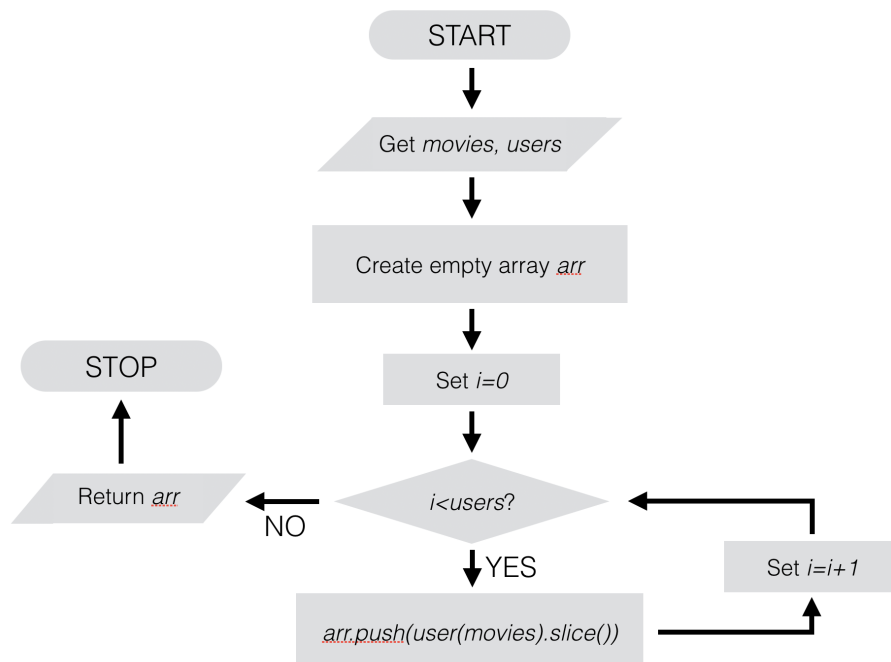 START
Get movies, users
Create empty array arr
Set i=0
STOP
Return arr
NO
i<users?
YES
Set i=i+1
arr.push(user(movies).slice())